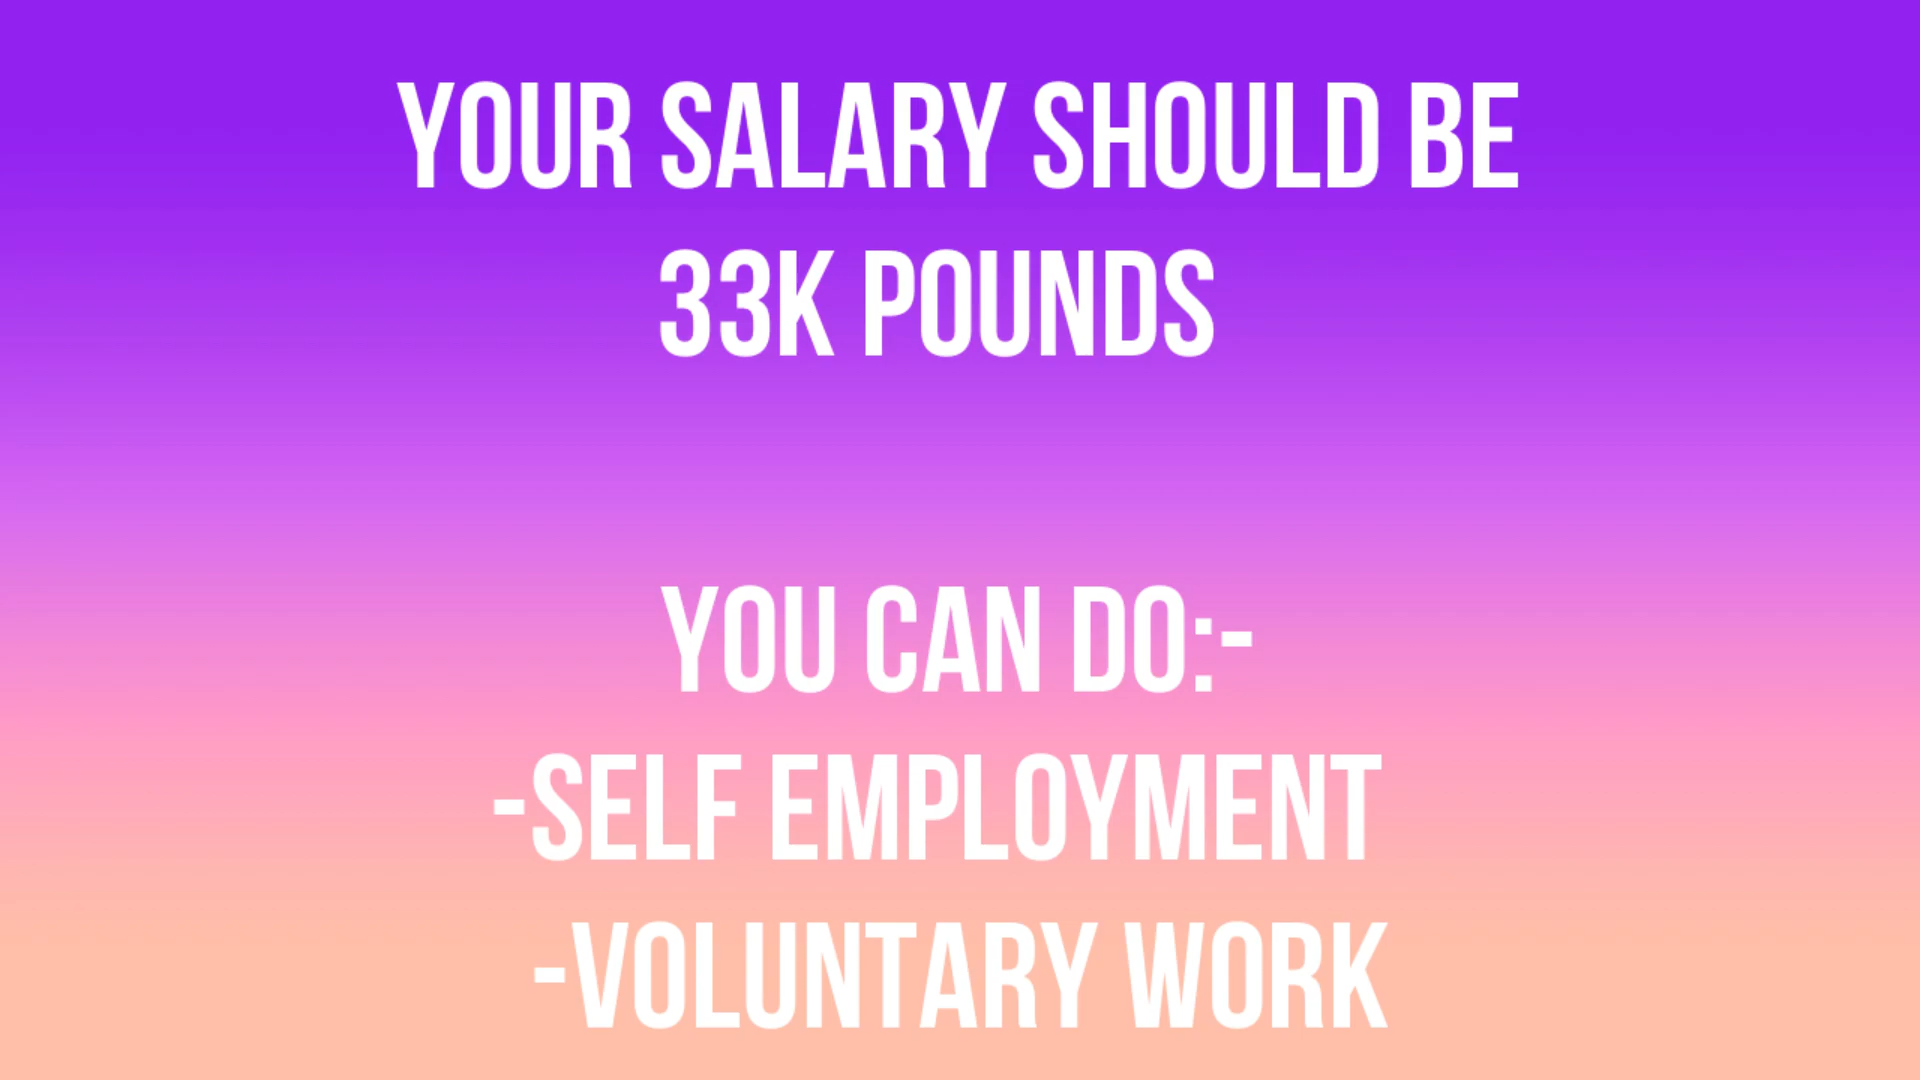 YOUR SALARY SHOULD BE
33K POUNDS
YOU CAN DO:-
-SELF EMPLOYMENT
-VOLUNTARY WORK